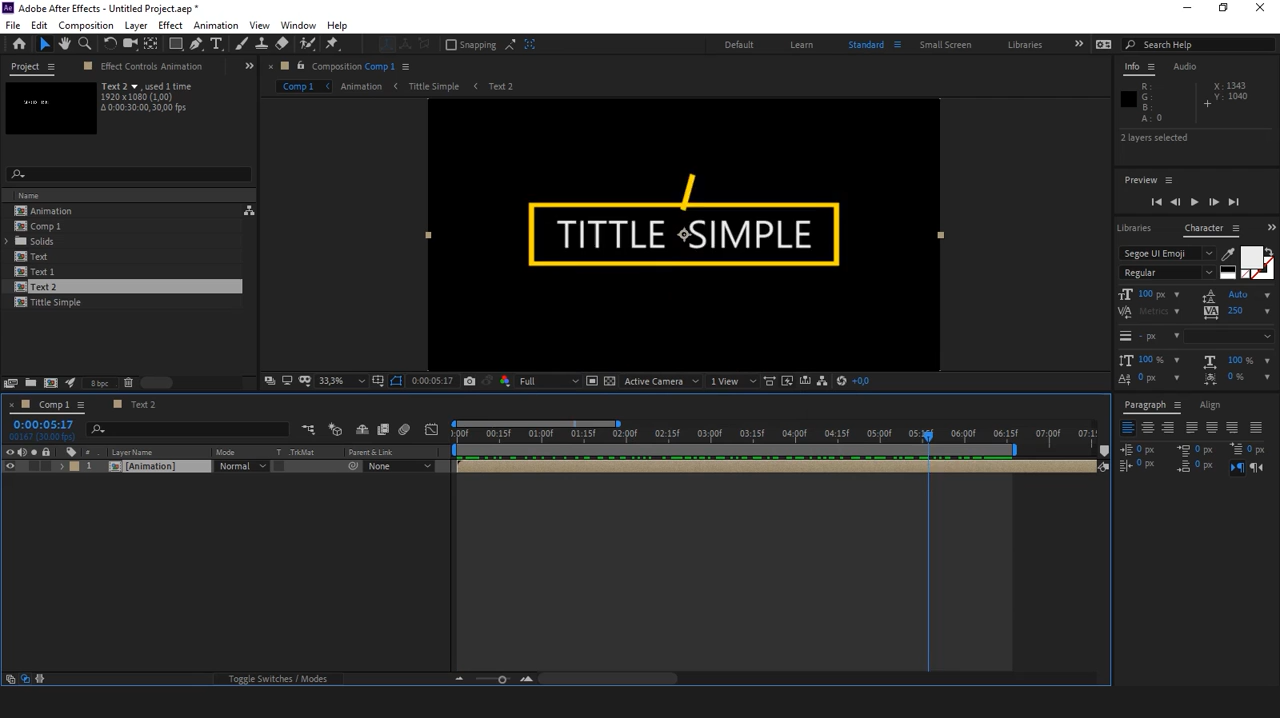 Adobe After Effects - Untitled Project.aep *
File Edit Composition Layer Effect Animation View Window Help
Snapping Default Learn Standard Small Screen Libraries Search Help
Project Effect Controls Animation
Composition Comp 1
Info Audio
Text 2 , used 1 time
1920 x 1080 (1,00)
Δ 0:00:30:00, 30,00 fps
Comp 1 Animation Tittle Simple Text 2
R :
G :
B :
A : 0
X : 1343
Y : 1040
2 layers selected
TITTLE SIMPLE
Name
Animation
Comp 1
Solids
Text
Text 1
Text 2
Tittle Simple
Preview
Libraries Character
Segoe UI Emoji
Regular
100 px Auto
Metrics 250
- px
100 % 100 %
0 px 0 %
8 bpc
33,3% 0:00:05:17 Full Active Camera 1 View +0,0
Comp 1 Text 2
Paragraph Align
0 px 0 px 0 px
0 px 0 px
0:00:05:17
00167 (30.00 fps)
:00f 00:15f 01:00f 01:15f 02:00f 02:15f 03:00f 03:15f 04:00f 04:15f 05:00f 06:00f 06:15f 07:00f
# Layer Name Mode T .TrkMat Parent & Link
1 [Animation] Normal None
Toggle Switches / Modes